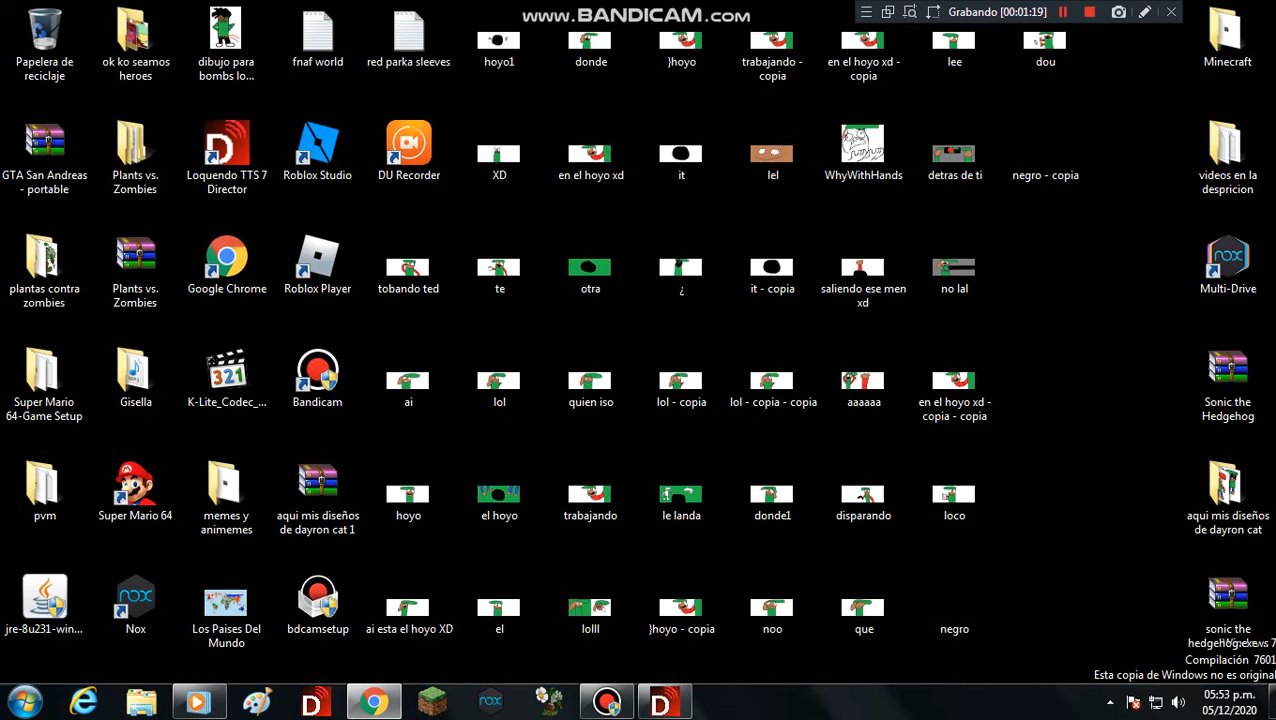 www.BANDICAM.com
Grabando [00:01:19]
Papelera de
reciclaje
ok ko seamos
heroes
dibujo para
bombs lo...
fnaf world
red parka sleeves
hoyo1
donde
}hoyo
trabajando -
copia
en el hoyo xd -
copia
lee
dou
Minecraft
GTA San Andreas
- portable
Plants vs.
Zombies
Loquendo TTS 7
Director
Roblox Studio
DU Recorder
XD
en el hoyo xd
it
lel
WhyWithHands
detras de ti
negro - copia
videos en la
despricion
plantas contra
zombies
Plants vs.
Zombies
Google Chrome
Roblox Player
tobando ted
te
otra
¿
it - copia
saliendo ese men
xd
no lal
Multi-Drive
Super Mario
64-Game Setup
Gisella
K-Lite_Codec_...
Bandicam
ai
lol
quien iso
lol - copia
lol - copia - copia
aaaaaa
en el hoyo xd -
copia - copia
Sonic the
Hedgehog
pvm
Super Mario 64
memes y
animemes
aqui mis diseños
de dayron cat 1
hoyo
el hoyo
trabajando
le landa
donde1
disparando
loco
aqui mis diseños
de dayron cat
jre-8u231-win...
Nox
Los Paises Del
Mundo
bdcamsetup
ai esta el hoyo XD
el
lolll
}hoyo - copia
noo
que
negro
sonic the
Compilación 7601
Esta copia de Windows no es original
05:53 p.m.
05/12/2020